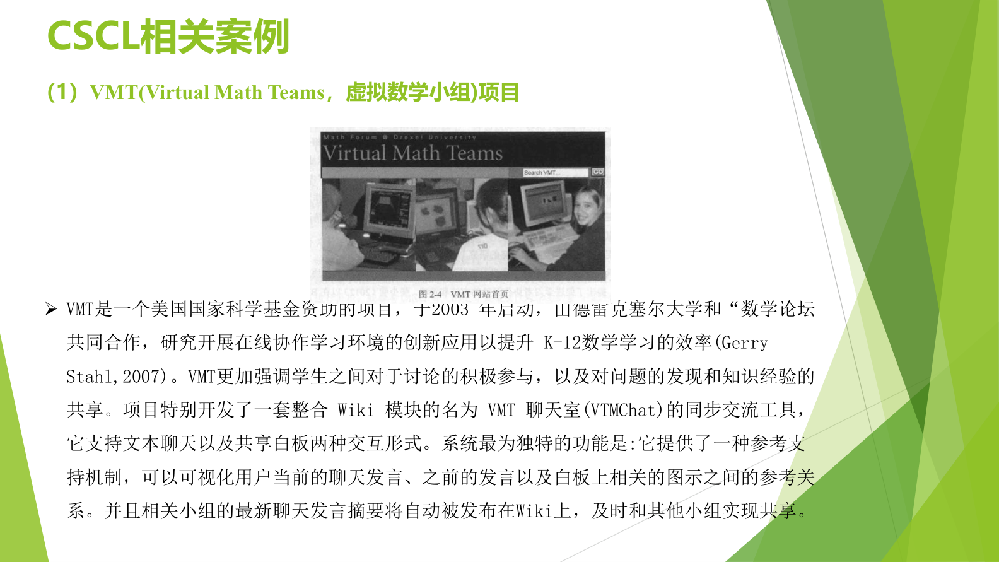 CSCL相关案例
(1) VMT(Virtual Math Teams，虚拟数学小组)项目
Math Forum @ Drexel University
Virtual Math Teams
Search VMT... GO
图 2-4 VMT 网站首页
VMT是一个美国国家科学基金资助的项目，于2003 年启动，由德雷克塞尔大学和“数学论坛
共同合作，研究开展在线协作学习环境的创新应用以提升 K-12数学学习的效率(Gerry
Stahl,2007)。VMT更加强调学生之间对于讨论的积极参与，以及对问题的发现和知识经验的
共享。项目特别开发了一套整合 Wiki 模块的名为 VMT 聊天室(VTMChat)的同步交流工具，
它支持文本聊天以及共享白板两种交互形式。系统最为独特的功能是:它提供了一种参考支
持机制，可以可视化用户当前的聊天发言、之前的发言以及白板上相关的图示之间的参考关
系。并且相关小组的最新聊天发言摘要将自动被发布在Wiki上，及时和其他小组实现共享。